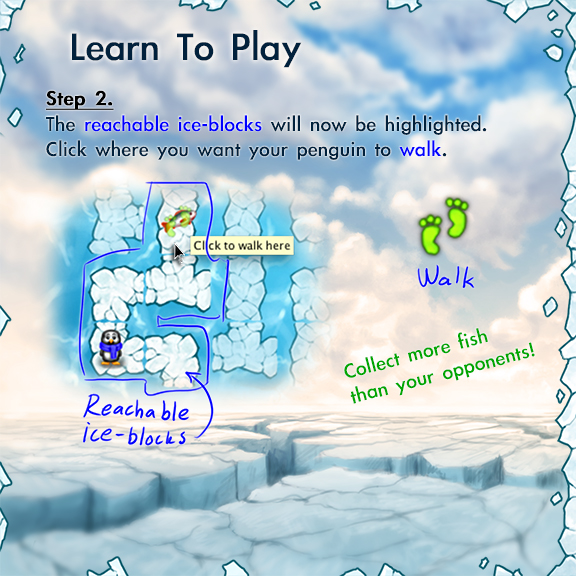 Learn To Play
Step 2.
The reachable ice-blocks will now be highlighted.
Click where you want your penguin to walk.
Click to walk here
Walk
Collect more fish
than your opponents!
Reachable
ice-blocks